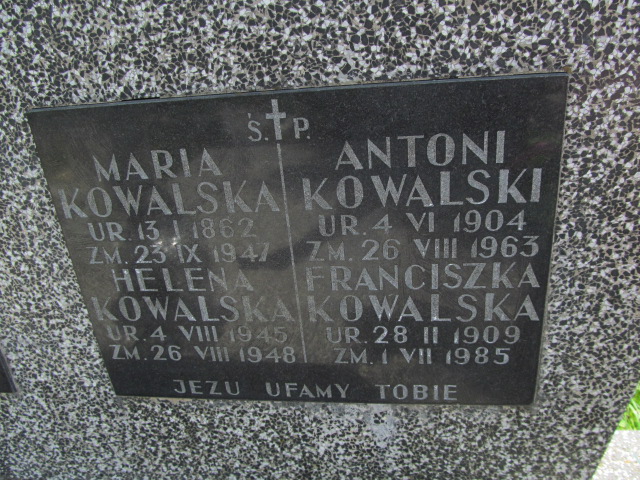 Ś. P.
MARIA
KOWALSKA
UR. 13 I 1862
ZM. 23 IX 1947
HELENA
KOWALSKA
UR. 4 VIII 1945
ZM. 26 VIII 1948
ANTONI
KOWALSKI
UR. 4 VI 1904
ZM. 26 VIII 1963
FRANCISZKA
KOWALSKA
UR. 28 II 1909
ZM. 1 VII 1985
JEZU UFAMY TOBIE